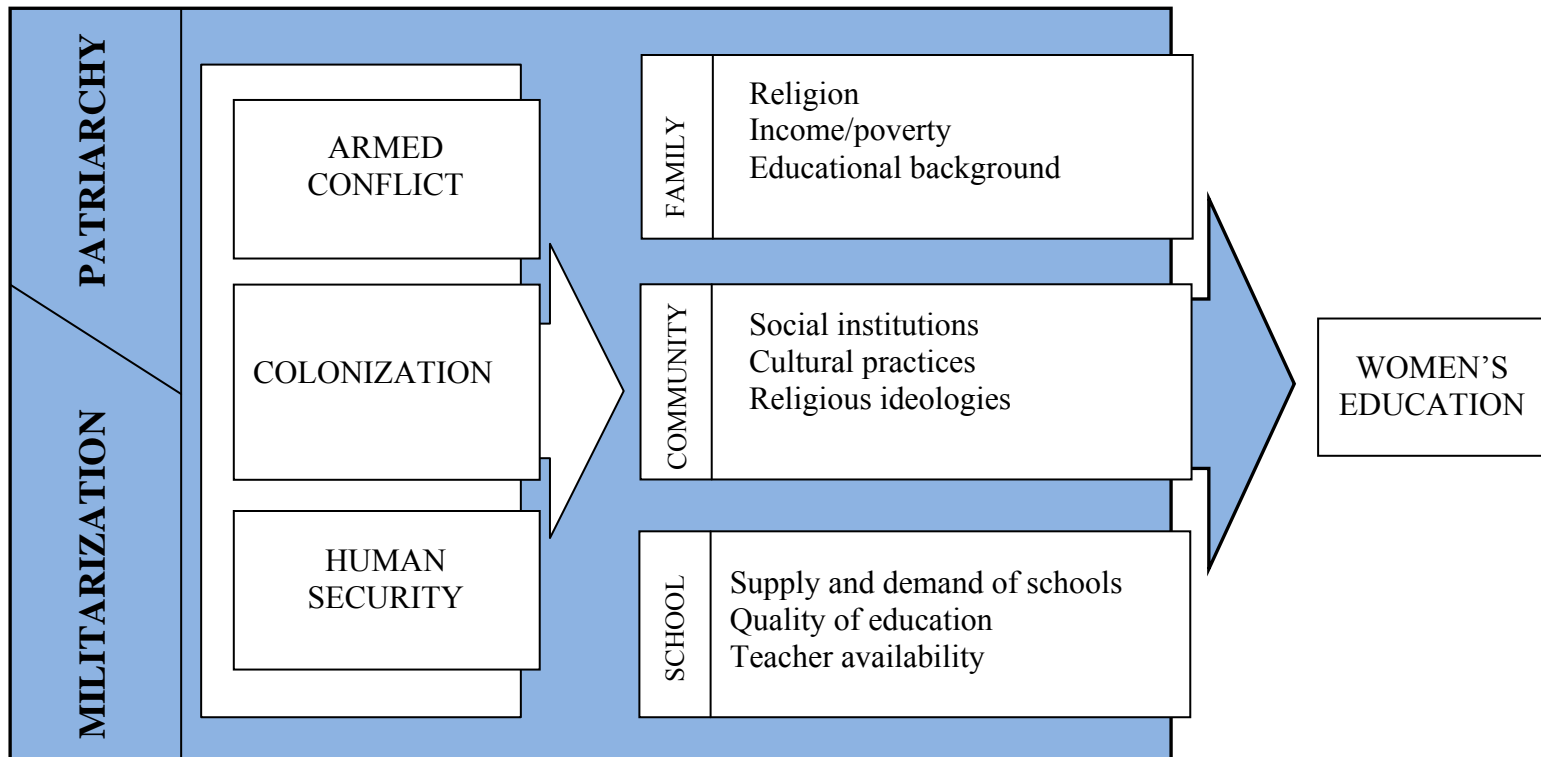 PATRIARCHY
MILITARIZATION
ARMED
CONFLICT
COLONIZATION
HUMAN
SECURITY
FAMILY
Religion
Income/poverty
Educational background
COMMUNITY
Social institutions
Cultural practices
Religious ideologies
SCHOOL
Supply and demand of schools
Quality of education
Teacher availability
WOMEN’S
EDUCATION